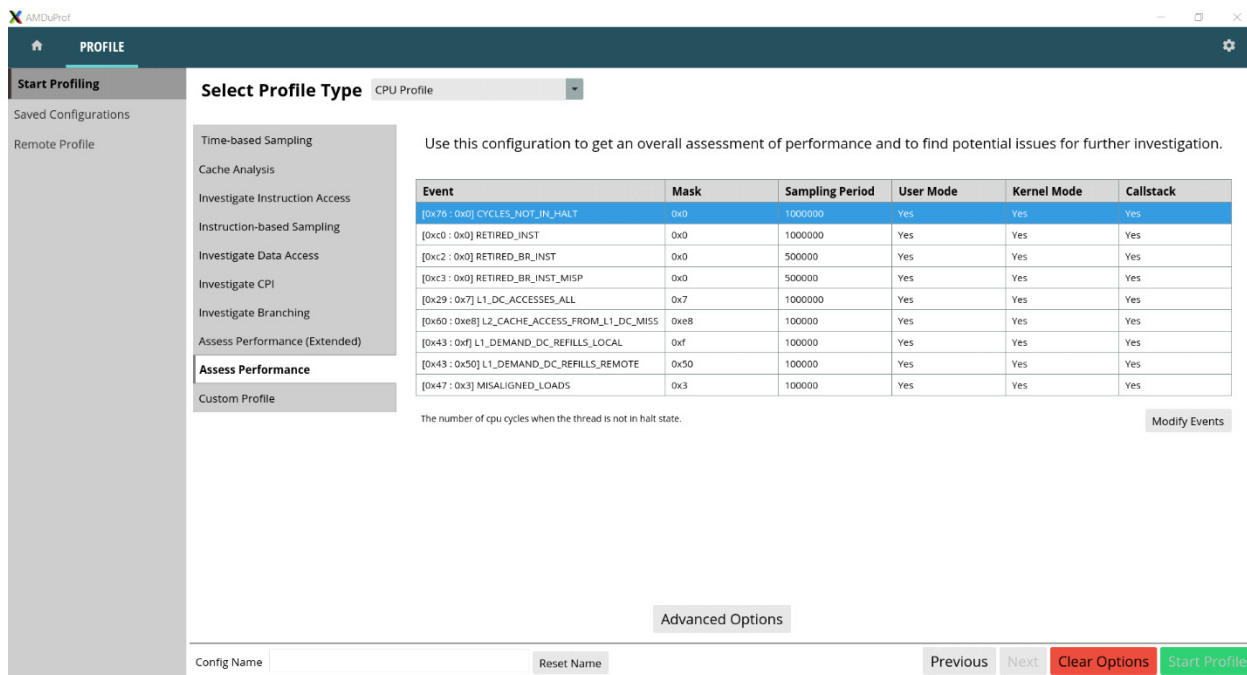 AMDuProf
PROFILE
Start Profiling
Saved Configurations
Remote Profile
Select Profile Type CPU Profile
Time-based Sampling
Cache Analysis
Investigate Instruction Access
Instruction-based Sampling
Investigate Data Access
Investigate CPI
Investigate Branching
Assess Performance (Extended)
Assess Performance
Custom Profile
Use this configuration to get an overall assessment of performance and to find potential issues for further investigation.
Event Mask Sampling Period User Mode Kernel Mode Callstack
[0x76 : 0x0] CYCLES_NOT_IN_HALT 0x0 1000000 Yes Yes Yes
[0xc0 : 0x0] RETIRED_INST 0x0 1000000 Yes Yes Yes
[0xc2 : 0x0] RETIRED_BR_INST 0x0 500000 Yes Yes Yes
[0xc3 : 0x0] RETIRED_BR_INST_MISP 0x0 500000 Yes Yes Yes
[0x29 : 0x7] L1_DC_ACCESSES_ALL 0x7 1000000 Yes Yes Yes
[0x60 : 0xe8] L2_CACHE_ACCESS_FROM_L1_DC_MISS 0xe8 100000 Yes Yes Yes
[0x43 : 0xf] L1_DEMAND_DC_REFILLS_LOCAL 0xf 100000 Yes Yes Yes
[0x43 : 0x50] L1_DEMAND_DC_REFILLS_REMOTE 0x50 100000 Yes Yes Yes
[0x47 : 0x3] MISALIGNED_LOADS 0x3 100000 Yes Yes Yes
The number of cpu cycles when the thread is not in halt state.
Modify Events
Advanced Options
Config Name Reset Name Previous Next Clear Options Start Profile